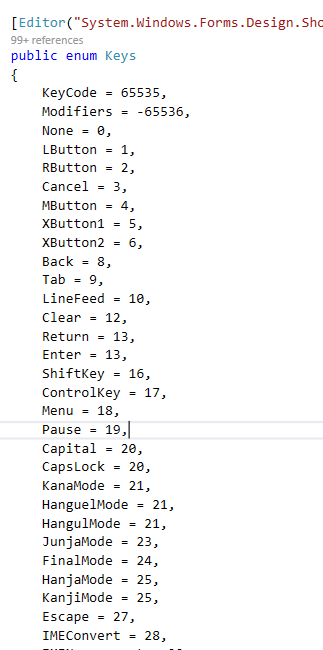 [Editor("System.Windows.Forms.Design.Sho
99+ references
public enum Keys
{
KeyCode = 65535,
Modifiers = -65536,
None = 0,
LButton = 1,
RButton = 2,
Cancel = 3,
MButton = 4,
XButton1 = 5,
XButton2 = 6,
Back = 8,
Tab = 9,
LineFeed = 10,
Clear = 12,
Return = 13,
Enter = 13,
ShiftKey = 16,
ControlKey = 17,
Menu = 18,
Pause = 19,
Capital = 20,
CapsLock = 20,
KanaMode = 21,
HanguelMode = 21,
HangulMode = 21,
JunjaMode = 23,
FinalMode = 24,
HanjaMode = 25,
KanjiMode = 25,
Escape = 27,
IMEConvert = 28,